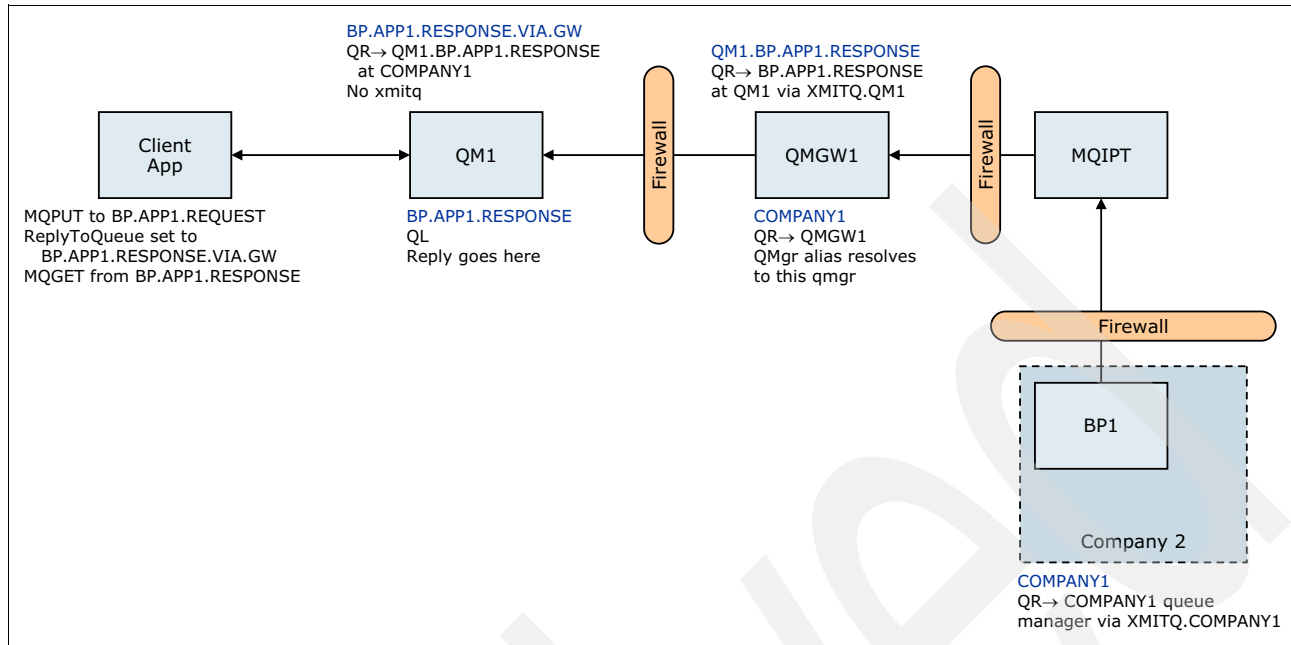 BP.APP1.RESPONSE.VIA.GW
QR→ QM1.BP.APP1.RESPONSE
at COMPANY1
No xmitq
QM1.BP.APP1.RESPONSE
QR→ BP.APP1.RESPONSE
at QM1 via XMITQ.QM1
Client
App
QM1
Firewall
QMGW1
Firewall
MQIPT
MQPUT to BP.APP1.REQUEST
ReplyToQueue set to
BP.APP1.RESPONSE.VIA.GW
MQGET from BP.APP1.RESPONSE
BP.APP1.RESPONSE
QL
Reply goes here
COMPANY1
QR→ QMGW1
QMgr alias resolves
to this qmgr
Firewall
BP1
Company 2
COMPANY1
QR→ COMPANY1 queue
manager via XMITQ.COMPANY1